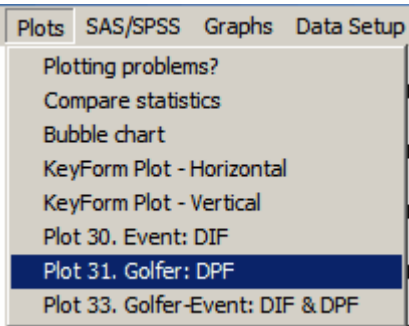 Plots SAS/SPSS Graphs Data Setup
Plotting problems?
Compare statistics
Bubble chart
KeyForm Plot - Horizontal
KeyForm Plot - Vertical
Plot 30. Event: DIF
Plot 31. Golfer: DPF
Plot 33. Golfer-Event: DIF & DPF